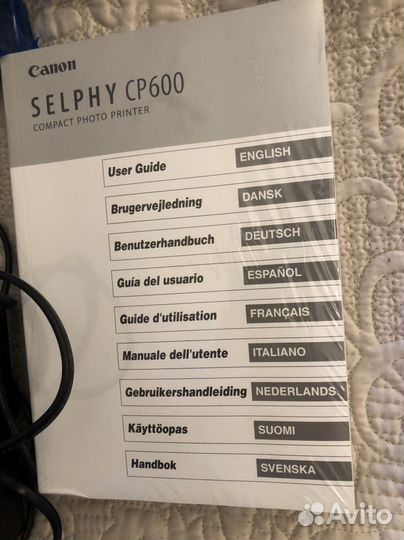 Canon
SELPHY CP600
COMPACT PHOTO PRINTER
User Guide ENGLISH
Brugervejledning DANSK
Benutzerhandbuch DEUTSCH
Guía del usuario ESPAÑOL
Guide d'utilisation FRANÇAIS
Manuale dell'utente ITALIANO
Gebruikershandleiding NEDERLANDS
Käyttöopas SUOMI
Handbok SVENSKA
Avito